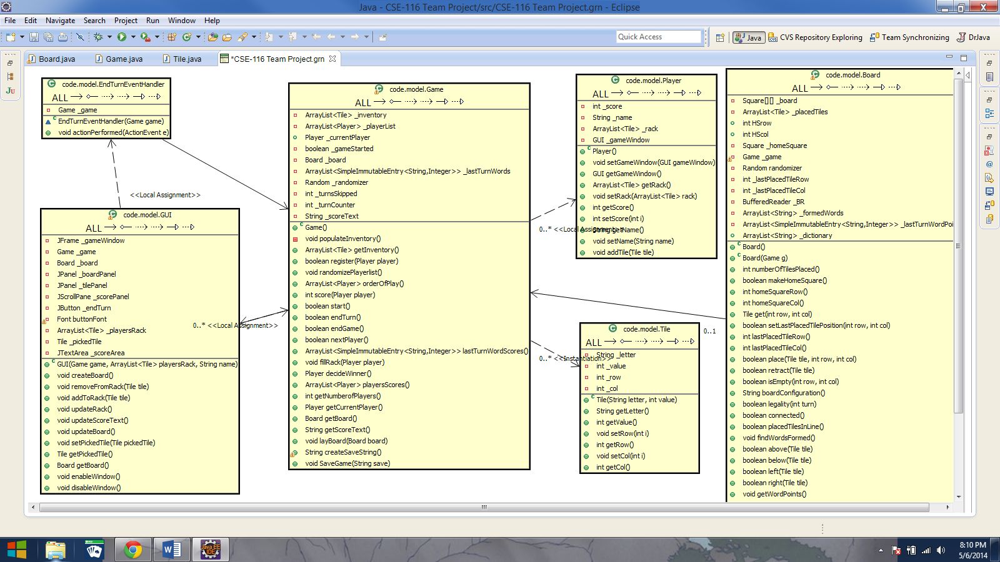 Java - CSE-116 Team Project/src/CSE-116 Team Project.grn - Eclipse
File Edit Navigate Search Project Run Window Help
Quick Access
Java CVS Repository Exploring Team Synchronizing DrJava
Board.java Game.java Tile.java *CSE-116 Team Project.grn
code.model.EndTurnEventHandler
ALL
Game _game
EndTurnEventHandler(Game game)
void actionPerformed(ActionEvent e)
<<Local Assignment>>
code.model.GUI
ALL
JFrame _gameWindow
Game _game
Board _board
JPanel _boardPanel
JPanel _tilePanel
JScrollPane _scorePanel
JButton _endTurn
Font buttonFont
ArrayList<Tile> _playersRack
Tile _pickedTile
JTextArea _scoreArea
GUI(Game game, ArrayList<Tile> playersRack, String name)
void createBoard()
void removeFromRack(Tile tile)
void addToRack(Tile tile)
void updateRack()
void updateScoreText()
void updateBoard()
void setPickedTile(Tile pickedTile)
Tile getPickedTile()
Board getBoard()
void enableWindow()
void disableWindow()
0..* <<Local Assignment>>
code.model.Game
ALL
ArrayList<Tile> _inventory
ArrayList<Player> _playerList
Player _currentPlayer
boolean _gameStarted
Board _board
ArrayList<SimpleImmutableEntry<String,Integer>> _lastTurnWords
Random _randomizer
int _turnsSkipped
int _turnCounter
String _scoreText
Game()
void populateInventory()
ArrayList<Tile> getInventory()
boolean register(Player player)
void randomizePlayerlist()
ArrayList<Player> orderOfPlay()
int score(Player player)
boolean start()
boolean endTurn()
boolean endGame()
boolean nextPlayer()
ArrayList<SimpleImmutableEntry<String,Integer>> lastTurnWordScores()
void fillRack(Player player)
Player decideWinner()
ArrayList<Player> playersScores()
int getNumberofPlayers()
Player getCurrentPlayer()
Board getBoard()
String getScoreText()
void layBoard(Board board)
String createSaveString()
void SaveGame(String save)
code.model.Player
ALL
int _score
String _name
ArrayList<Tile> _rack
GUI _gameWindow
Player()
void setGameWindow(GUI gameWindow)
GUI getGameWindow()
ArrayList<Tile> getRack()
void setRack(ArrayList<Tile> rack)
int getScore()
int setScore(int i)
String getName()
void setName(String name)
void addTile(Tile tile)
0..* <<Local Assignment>>
code.model.Tile
ALL
String _letter
int _value
int _row
int _col
Tile(String letter, int value)
String getLetter()
int getValue()
void setRow(int i)
int getRow()
void setCol(int i)
int getCol()
0..* <<Instantiation>>
0..1
code.model.Board
ALL
Square[][] _board
ArrayList<Tile> _placedTiles
int HSrow
int HScol
Square _homeSquare
Game _game
Random randomizer
int _lastPlacedTileRow
int _lastPlacedTileCol
BufferedReader _BR
ArrayList<String> _formedWords
ArrayList<SimpleImmutableEntry<String,Integer>> _lastTurnWordPoi
ArrayList<String> _dictionary
Board()
Board(Game g)
int numberOfTilesPlaced()
boolean makeHomeSquare()
int homeSquareRow()
int homeSquareCol()
Tile get(int row, int col)
boolean setLastPlacedTilePosition(int row, int col)
int lastPlacedTileRow()
int lastPlacedTileCol()
boolean place(Tile tile, int row, int col)
boolean retract(Tile tile)
boolean isEmpty(int row, int col)
String boardConfiguration()
boolean legality(int turn)
boolean connected()
boolean placedTilesInLine()
void findWordsFormed()
boolean above(Tile tile)
boolean below(Tile tile)
boolean left(Tile tile)
boolean right(Tile tile)
void getWordPoints()
8:10 PM
5/6/2014